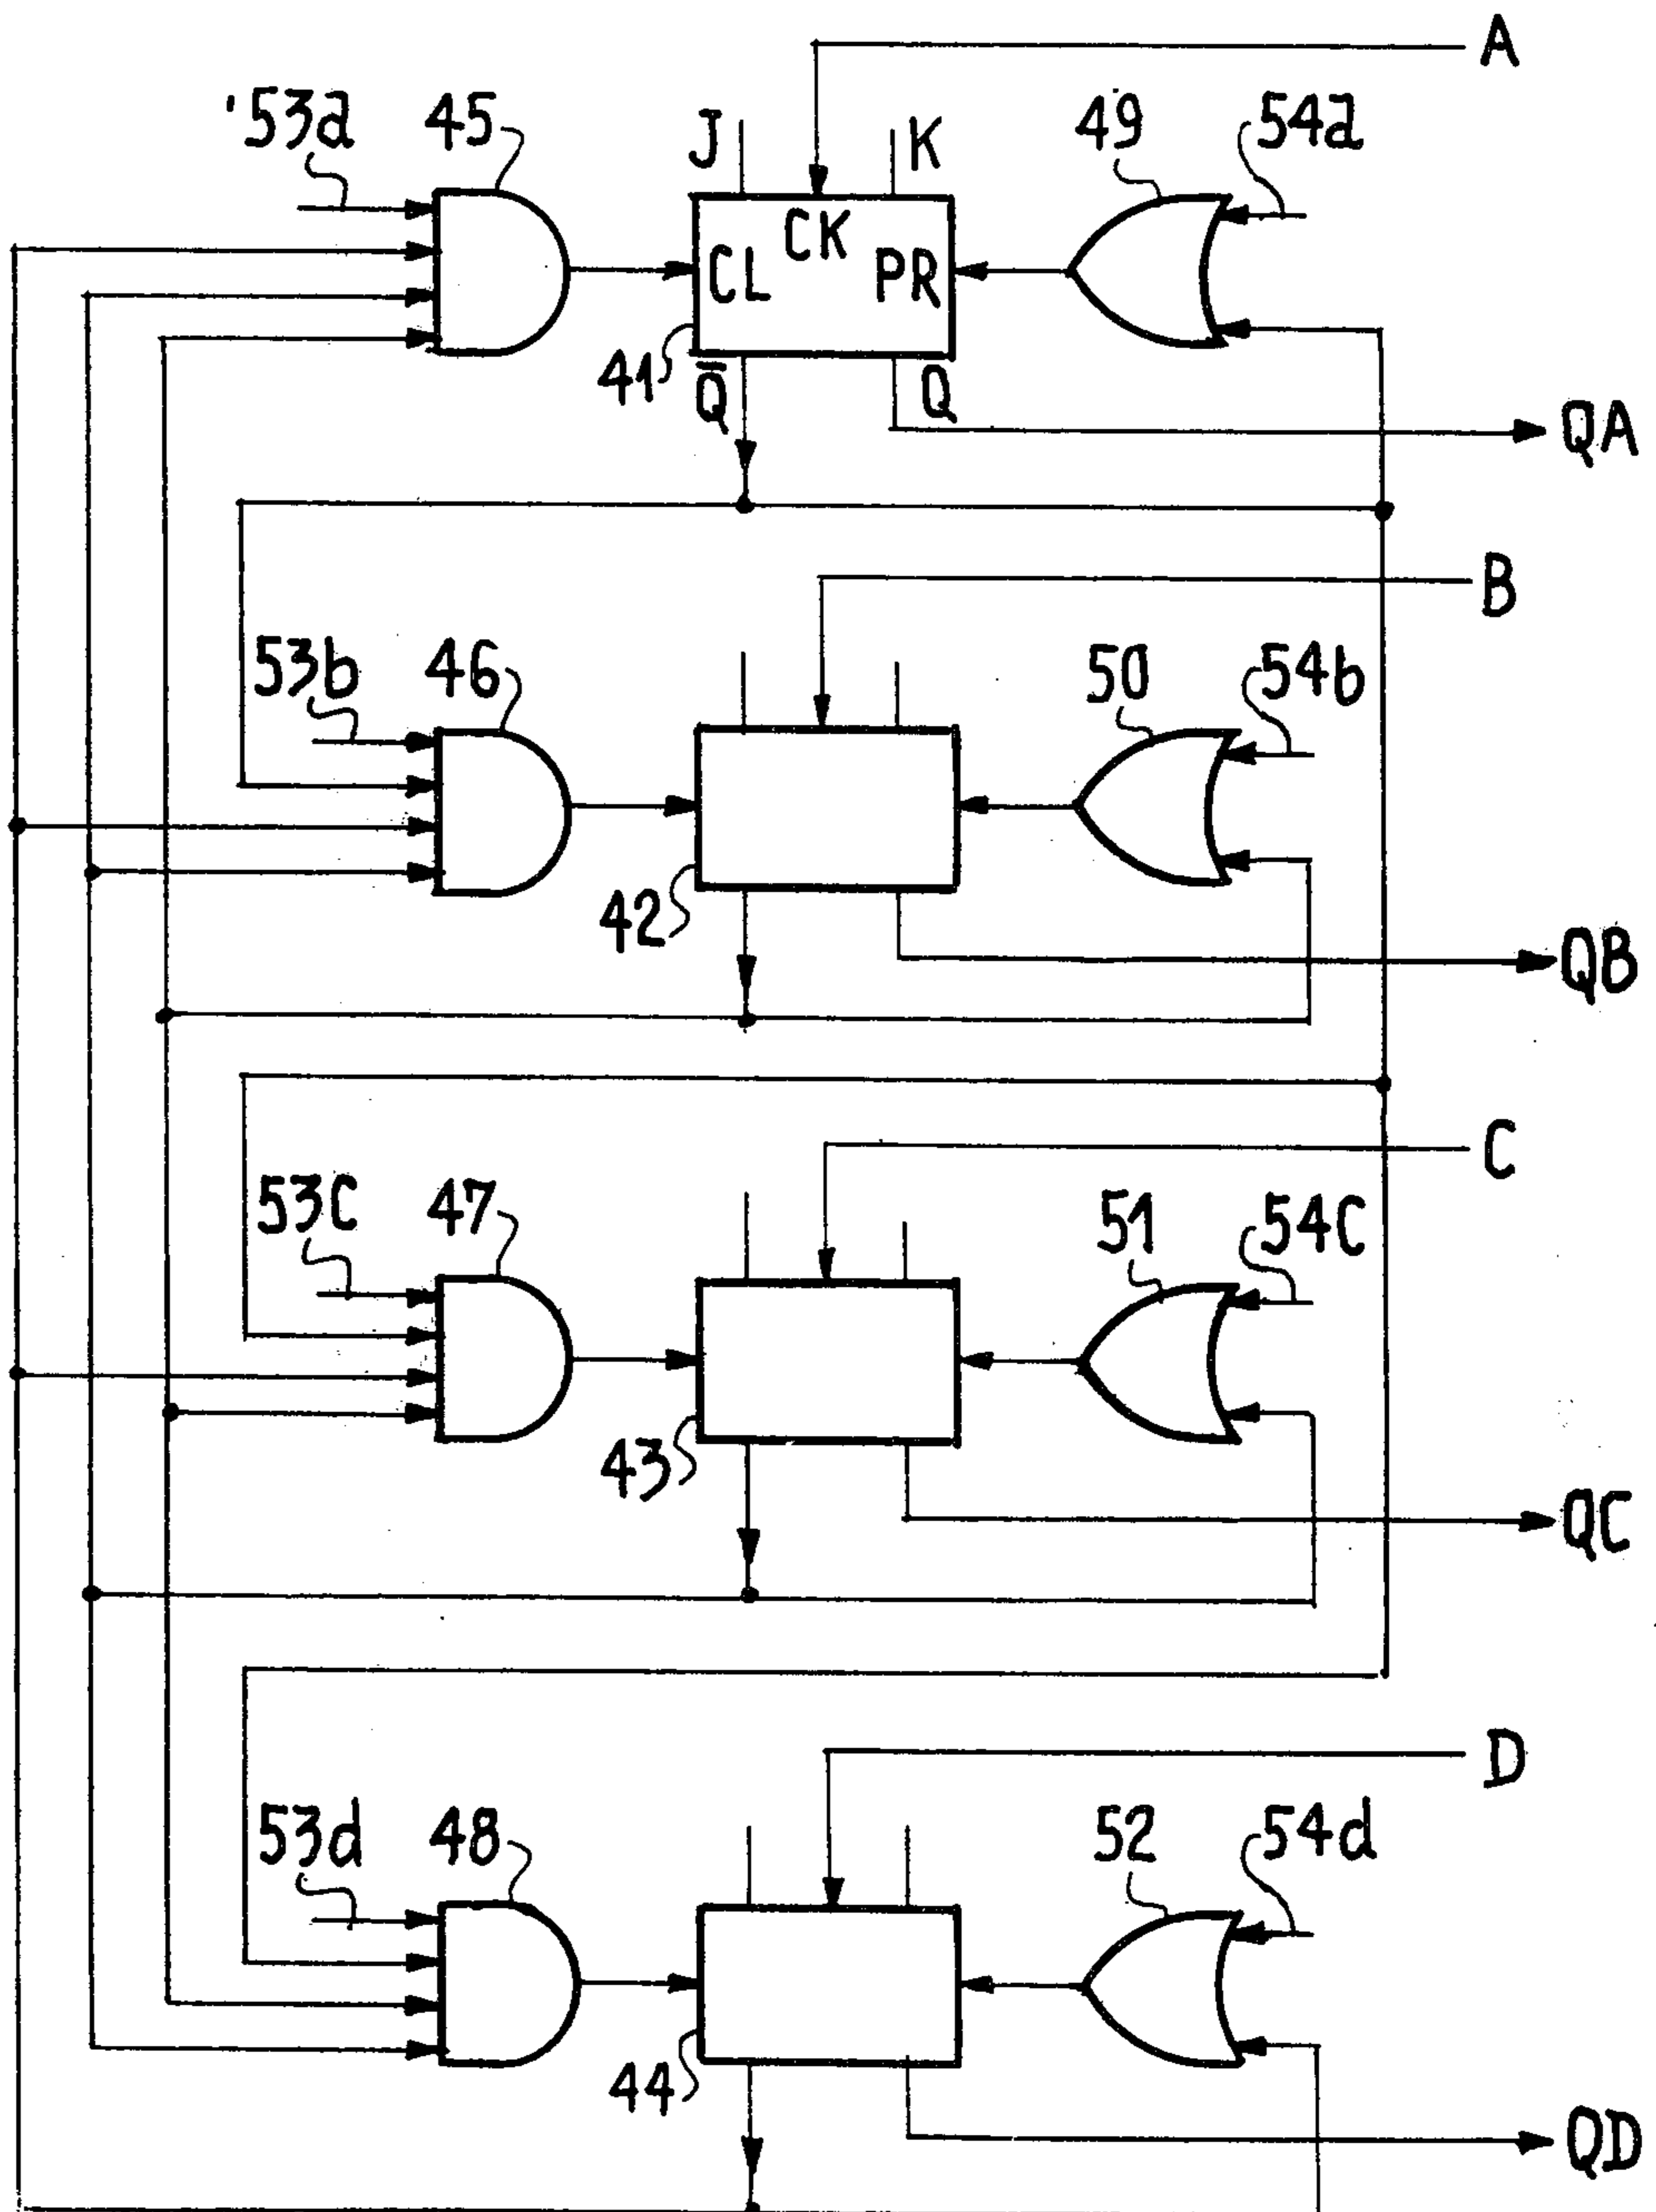 A
53a 45 J K 49 54a
CK
CL PR
41 Q̅ Q
QA
B
53b 46 50 54b
42
QB
C
53C 47 51 54C
43
QC
D
53d 48 52 54d
44
QD